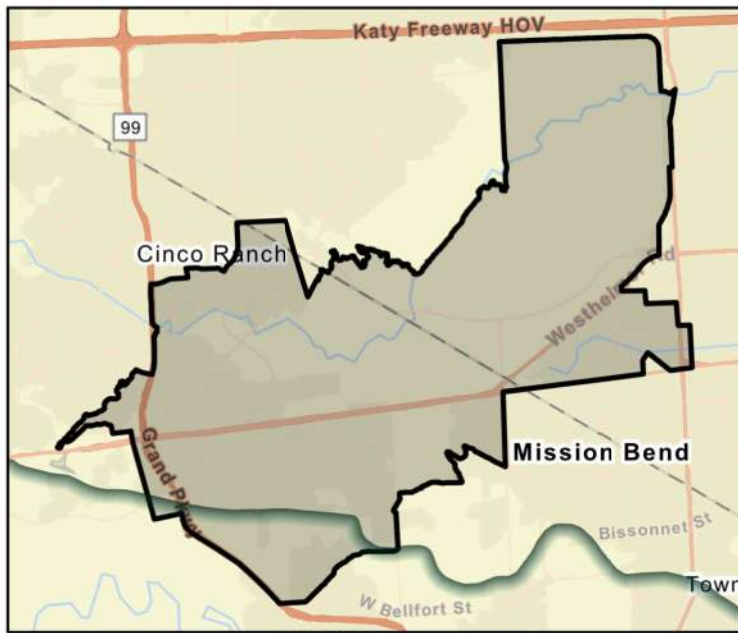 Katy Freeway HOV
99
Cinco Ranch
Westheimer Rd
Grand Pkwy
Mission Bend
Bissonnet St
Town
W Bellfort St